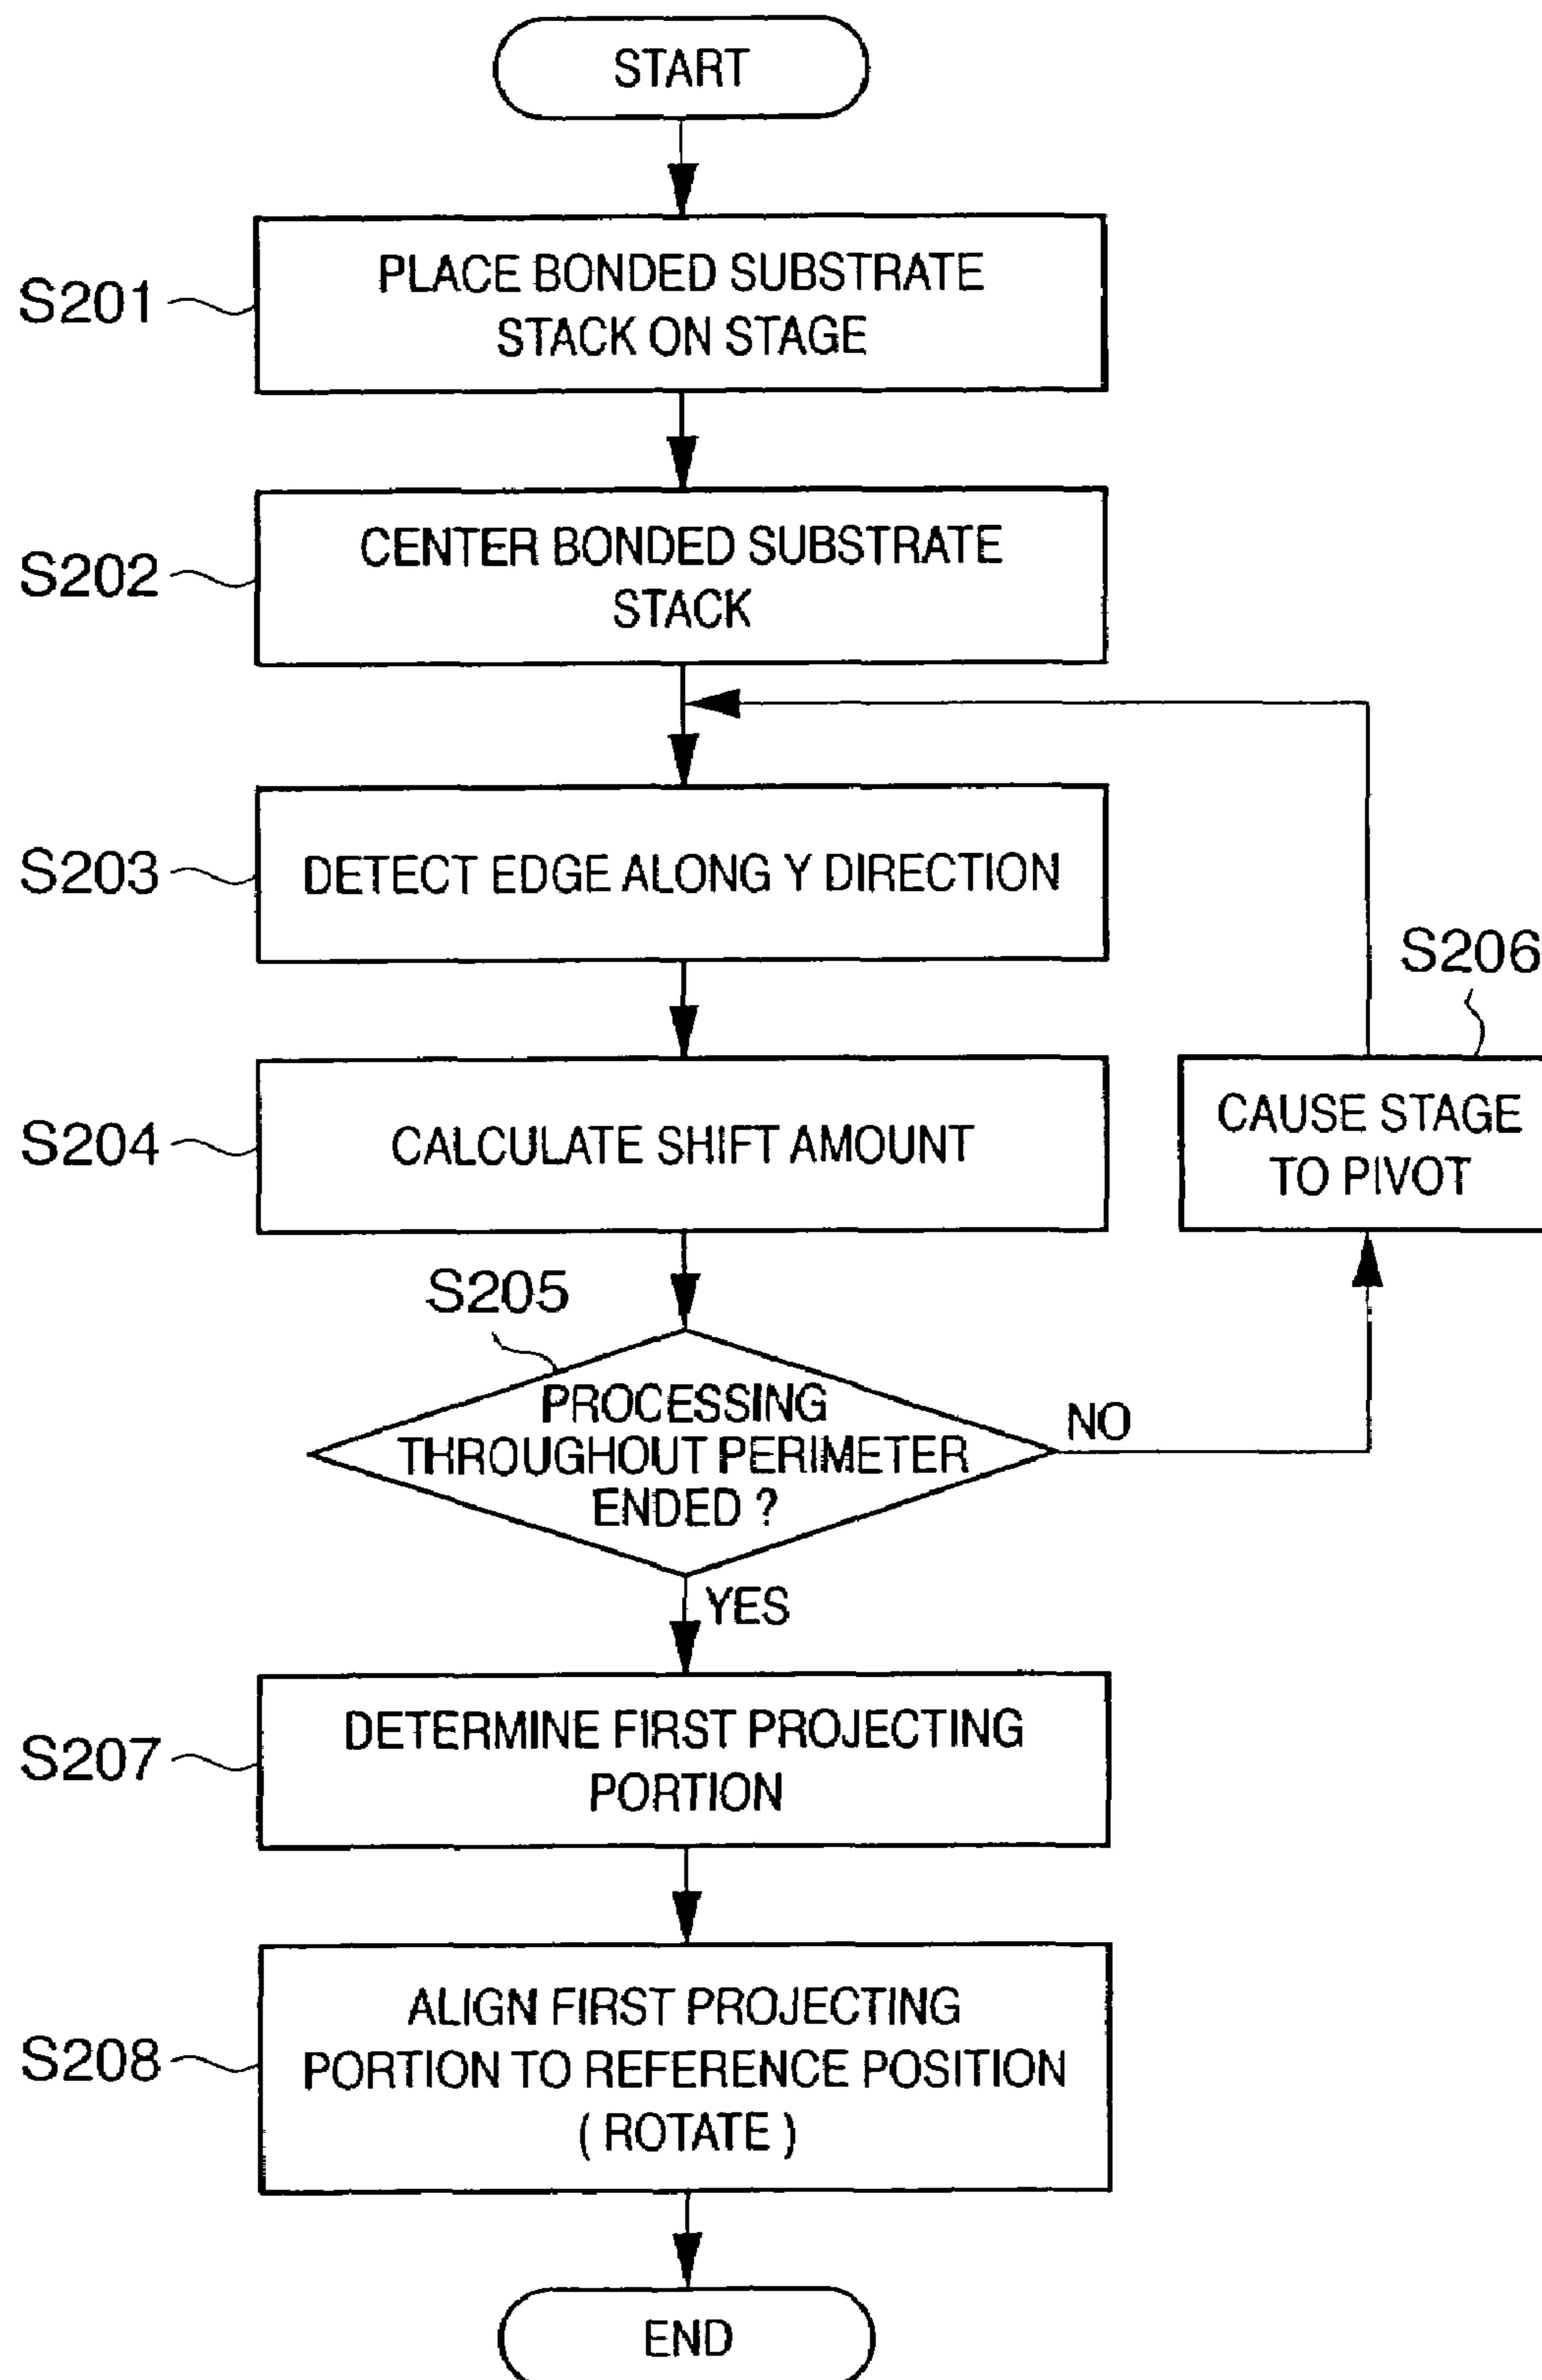 START
S201
PLACE BONDED SUBSTRATE
STACK ON STAGE
S202
CENTER BONDED SUBSTRATE
STACK
S203
DETECT EDGE ALONG Y DIRECTION
S206
CAUSE STAGE
TO PIVOT
S204
CALCULATE SHIFT AMOUNT
S205
PROCESSING
THROUGHOUT PERIMETER
ENDED ?
NO
YES
S207
DETERMINE FIRST PROJECTING
PORTION
S208
ALIGN FIRST PROJECTING
PORTION TO REFERENCE POSITION
( ROTATE )
END